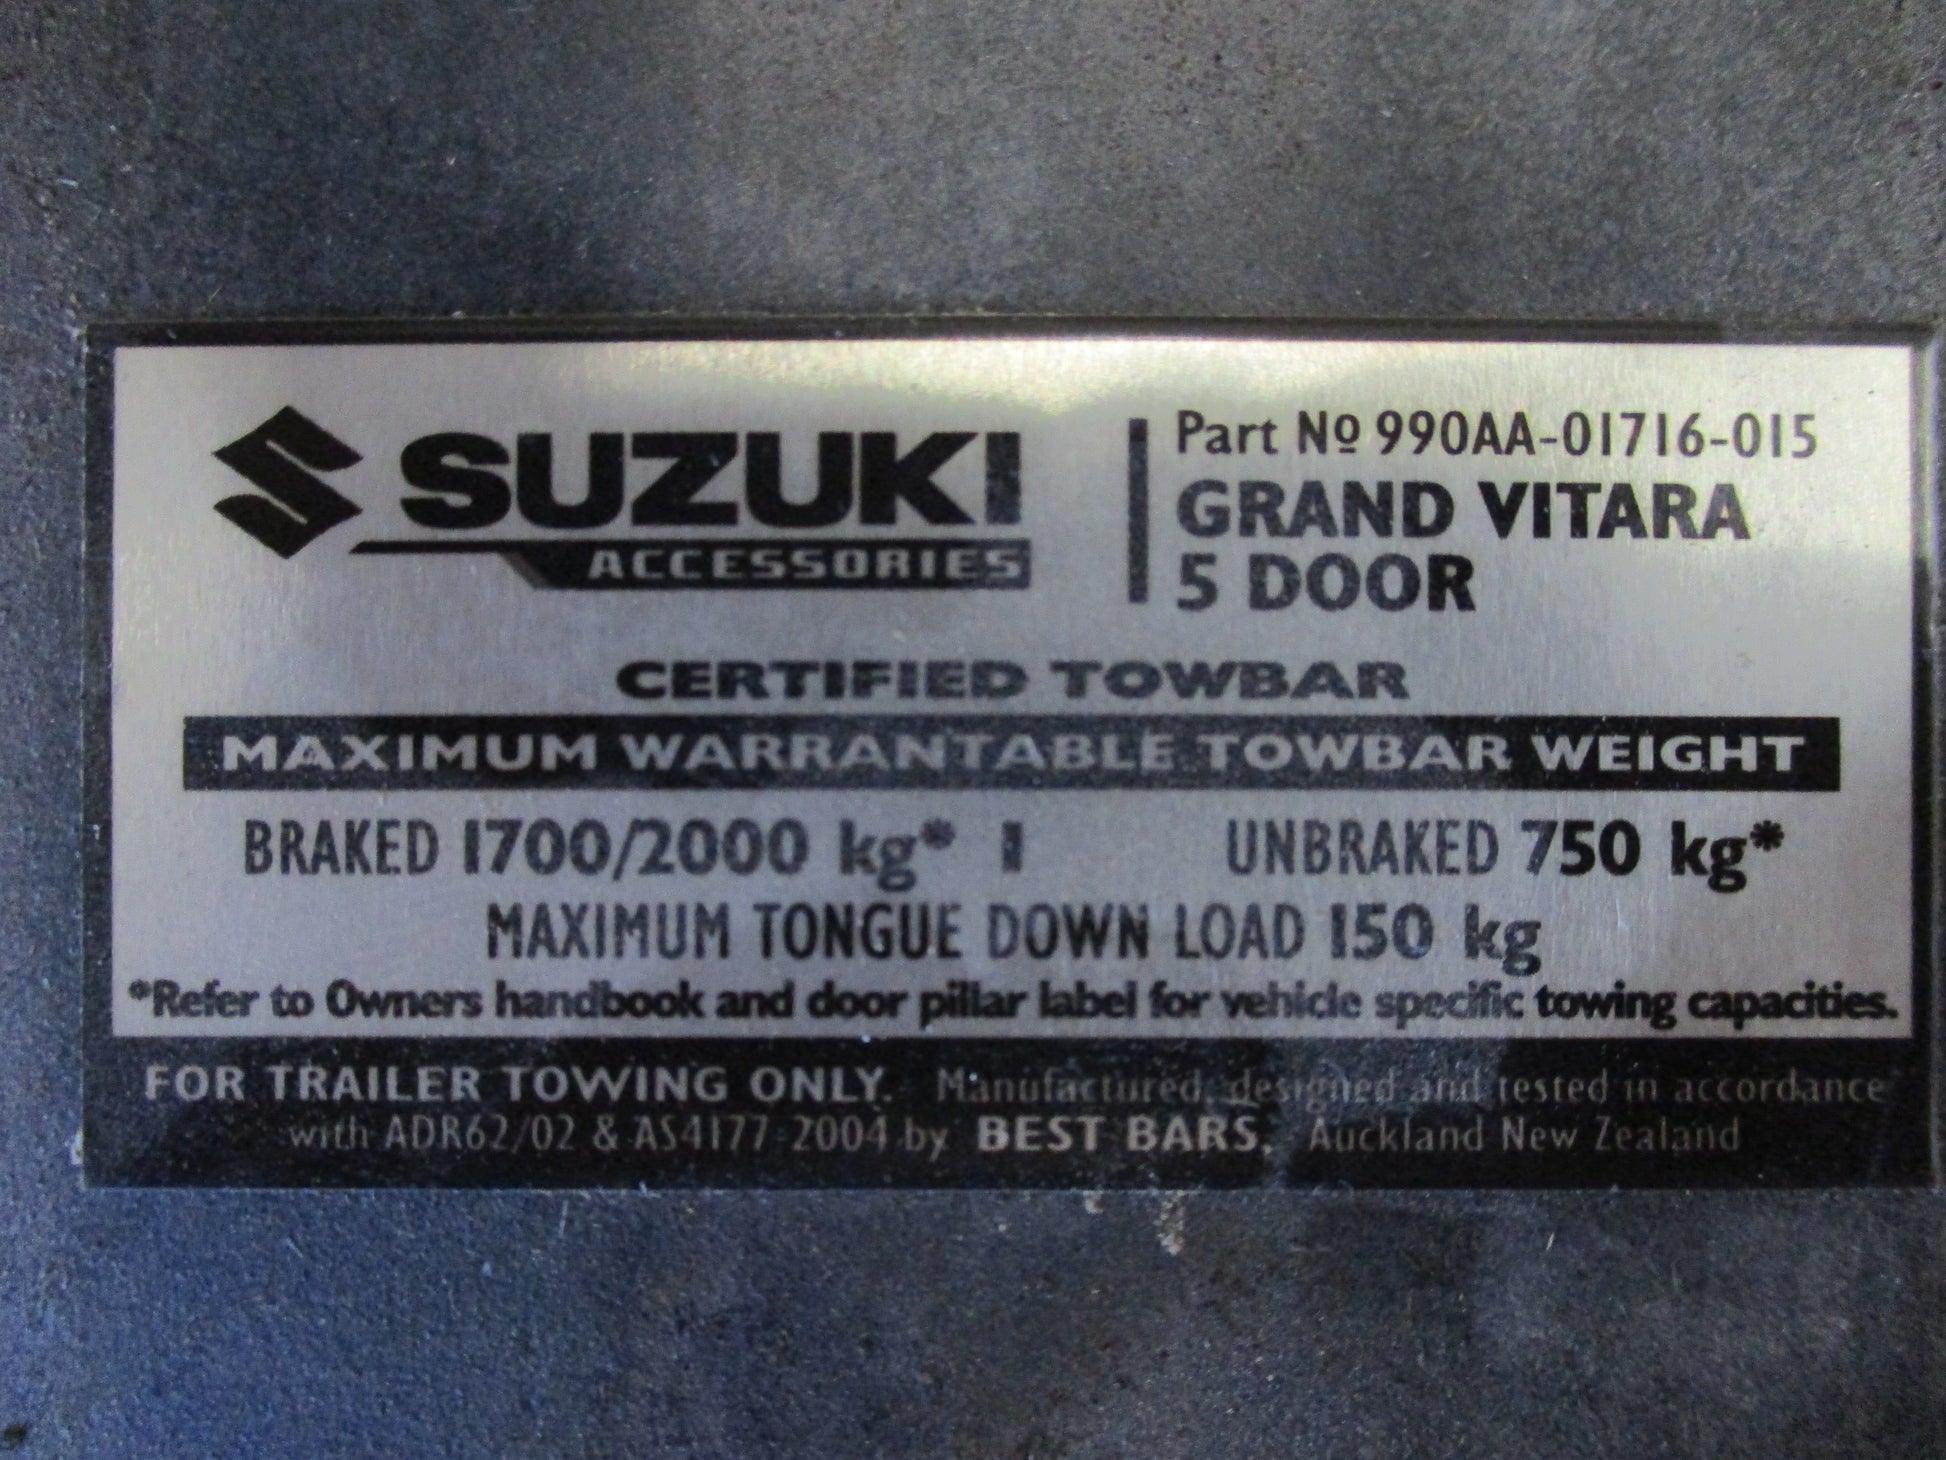 SUZUKI
ACCESSORIES
Part No 990AA-01716-015
GRAND VITARA
5 DOOR
CERTIFIED TOWBAR
MAXIMUM WARRANTABLE TOWBAR WEIGHT
BRAKED 1700/2000 kg* | UNBRAKED 750 kg*
MAXIMUM TONGUE DOWN LOAD 150 kg
*Refer to Owners handbook and door pillar label for vehicle specific towing capacities.
FOR TRAILER TOWING ONLY. Manufactured, designed and tested in accordance
with ADR62/02 & AS4177-2004 by BEST BARS, Auckland New Zealand